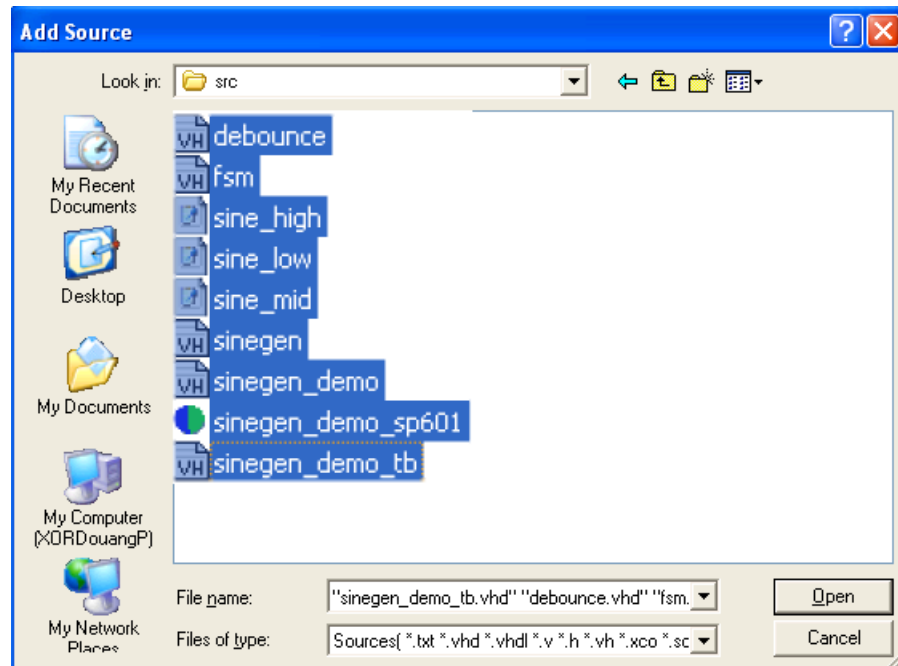 Add Source
Look in: src
debounce
fsm
sine_high
sine_low
sine_mid
sinegen
sinegen_demo
sinegen_demo_sp601
sinegen_demo_tb
My Recent
Documents
Desktop
My Documents
My Computer
(XORDouangP)
My Network
Places
File name: "sinegen_demo_tb.vhd" "debounce.vhd" "fsm. Open
Files of type: Sources( *.txt *.vhd *.vhdl *.v *.h *.vh *.xco *.sc Cancel